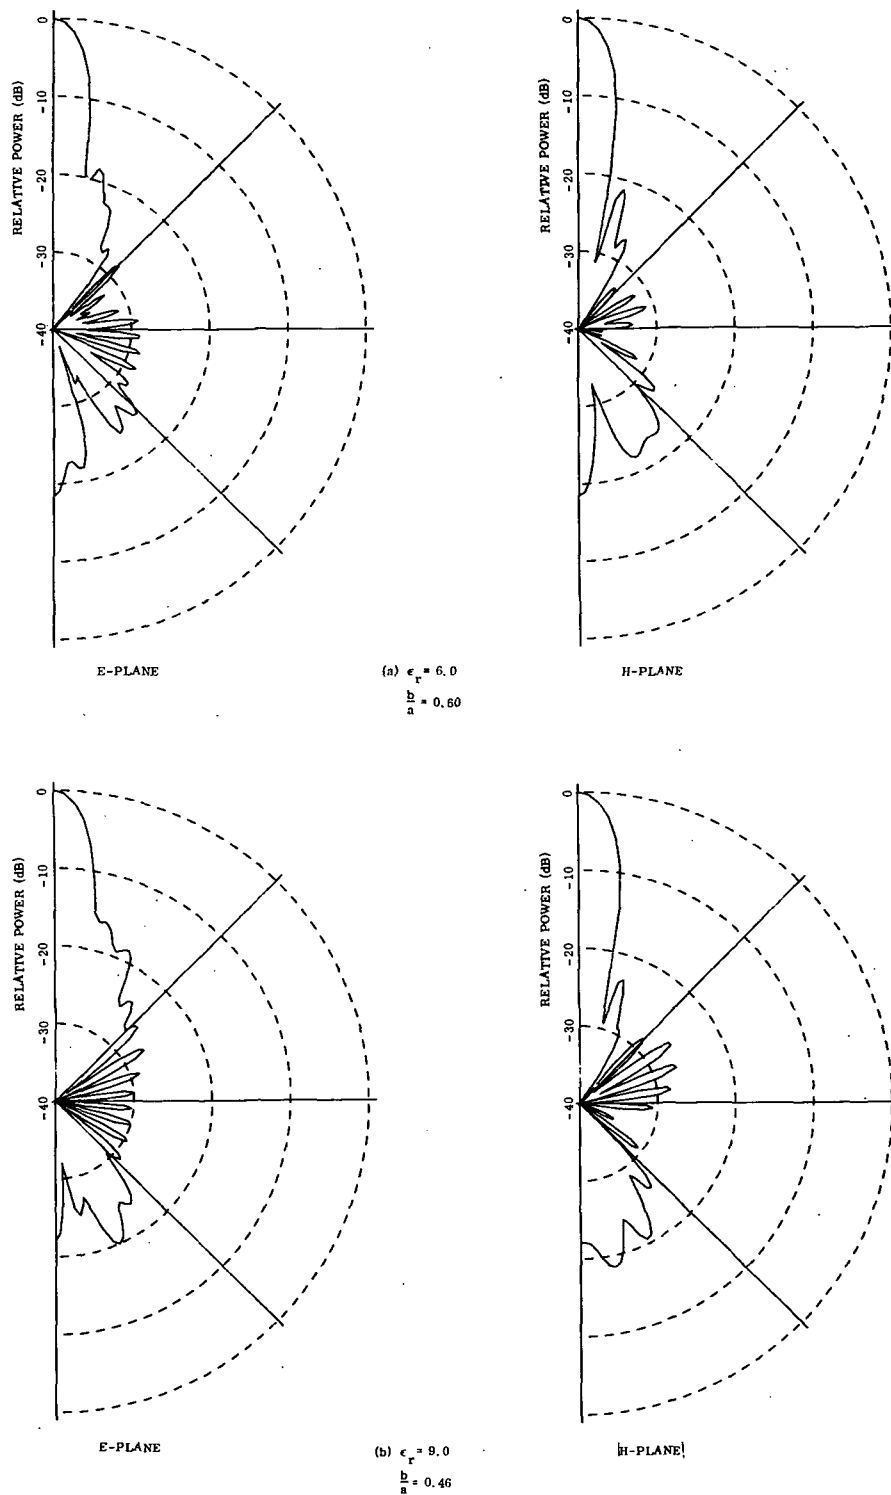 RELATIVE POWER (dB)
0
-10
-20
-30
-40
E-PLANE
RELATIVE POWER (dB)
0
-10
-20
-30
-40
H-PLANE
(a) ϵr = 6.0
b/a = 0.60
RELATIVE POWER (dB)
0
-10
-20
-30
-40
E-PLANE
RELATIVE POWER (dB)
0
-10
-20
-30
-40
H-PLANE
(b) ϵr = 9.0
b/a = 0.46